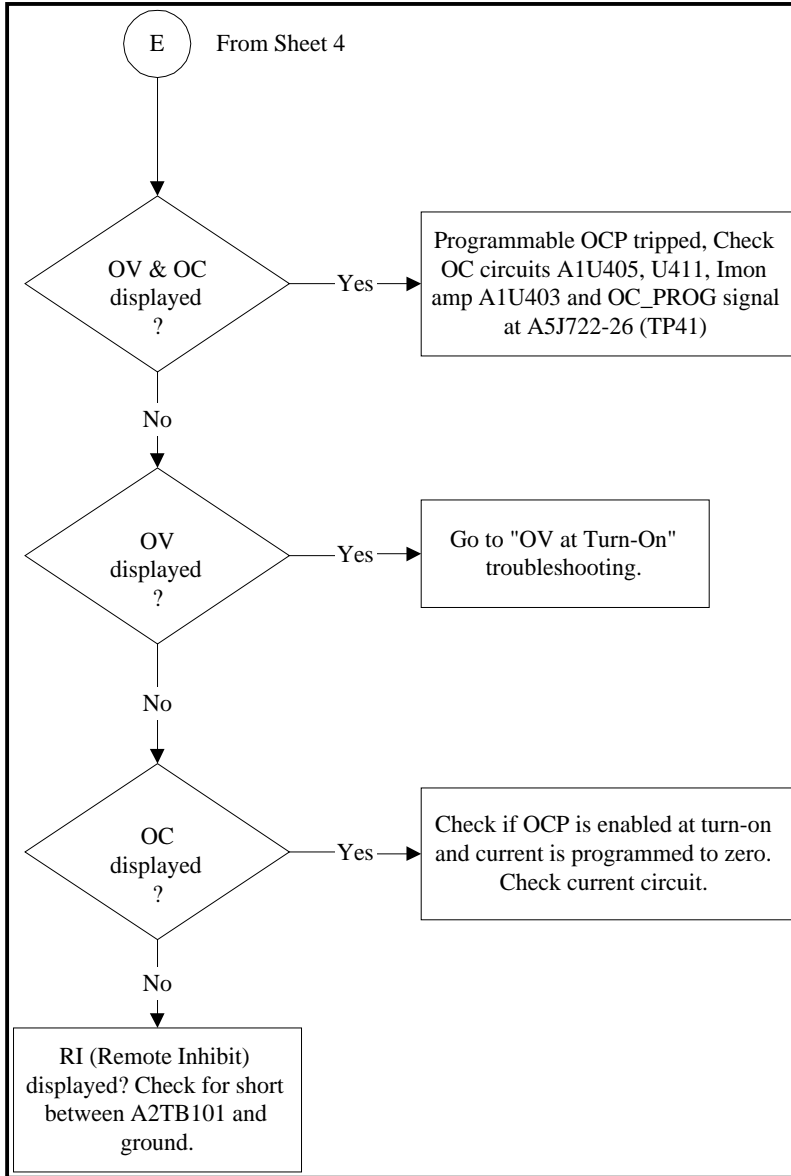 E
From Sheet 4
OV & OC
displayed
?
Yes
Programmable OCP tripped, Check
OC circuits A1U405, U411, Imon
amp A1U403 and OC_PROG signal
at A5J722-26 (TP41)
No
OV
displayed
?
Yes
Go to "OV at Turn-On"
troubleshooting.
No
OC
displayed
?
Yes
Check if OCP is enabled at turn-on
and current is programmed to zero.
Check current circuit.
No
RI (Remote Inhibit)
displayed? Check for short
between A2TB101 and
ground.